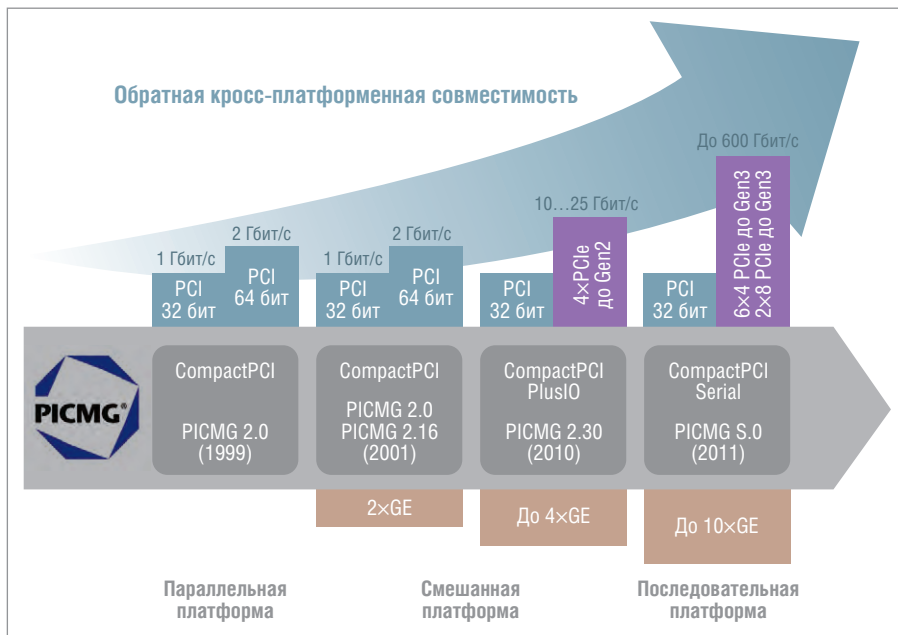 Обратная кросс-платформенная совместимость
До 600 Гбит/с
10...25 Гбит/с
1 Гбит/с
2 Гбит/с
1 Гбит/с
2 Гбит/с
PCI
32 бит
PCI
64 бит
PCI
32 бит
PCI
64 бит
PCI
32 бит
4×PCIe
до Gen2
PCI
32 бит
6×4 PCIe до Gen3
2×8 PCIe до Gen3
PICMG®
CompactPCI
PICMG 2.0
(1999)
CompactPCI
PICMG 2.0
PICMG 2.16
(2001)
CompactPCI
PlusIO
PICMG 2.30
(2010)
CompactPCI
Serial
PICMG S.0
(2011)
2×GE
До 4×GE
До 10×GE
Параллельная
платформа
Смешанная
платформа
Последовательная
платформа